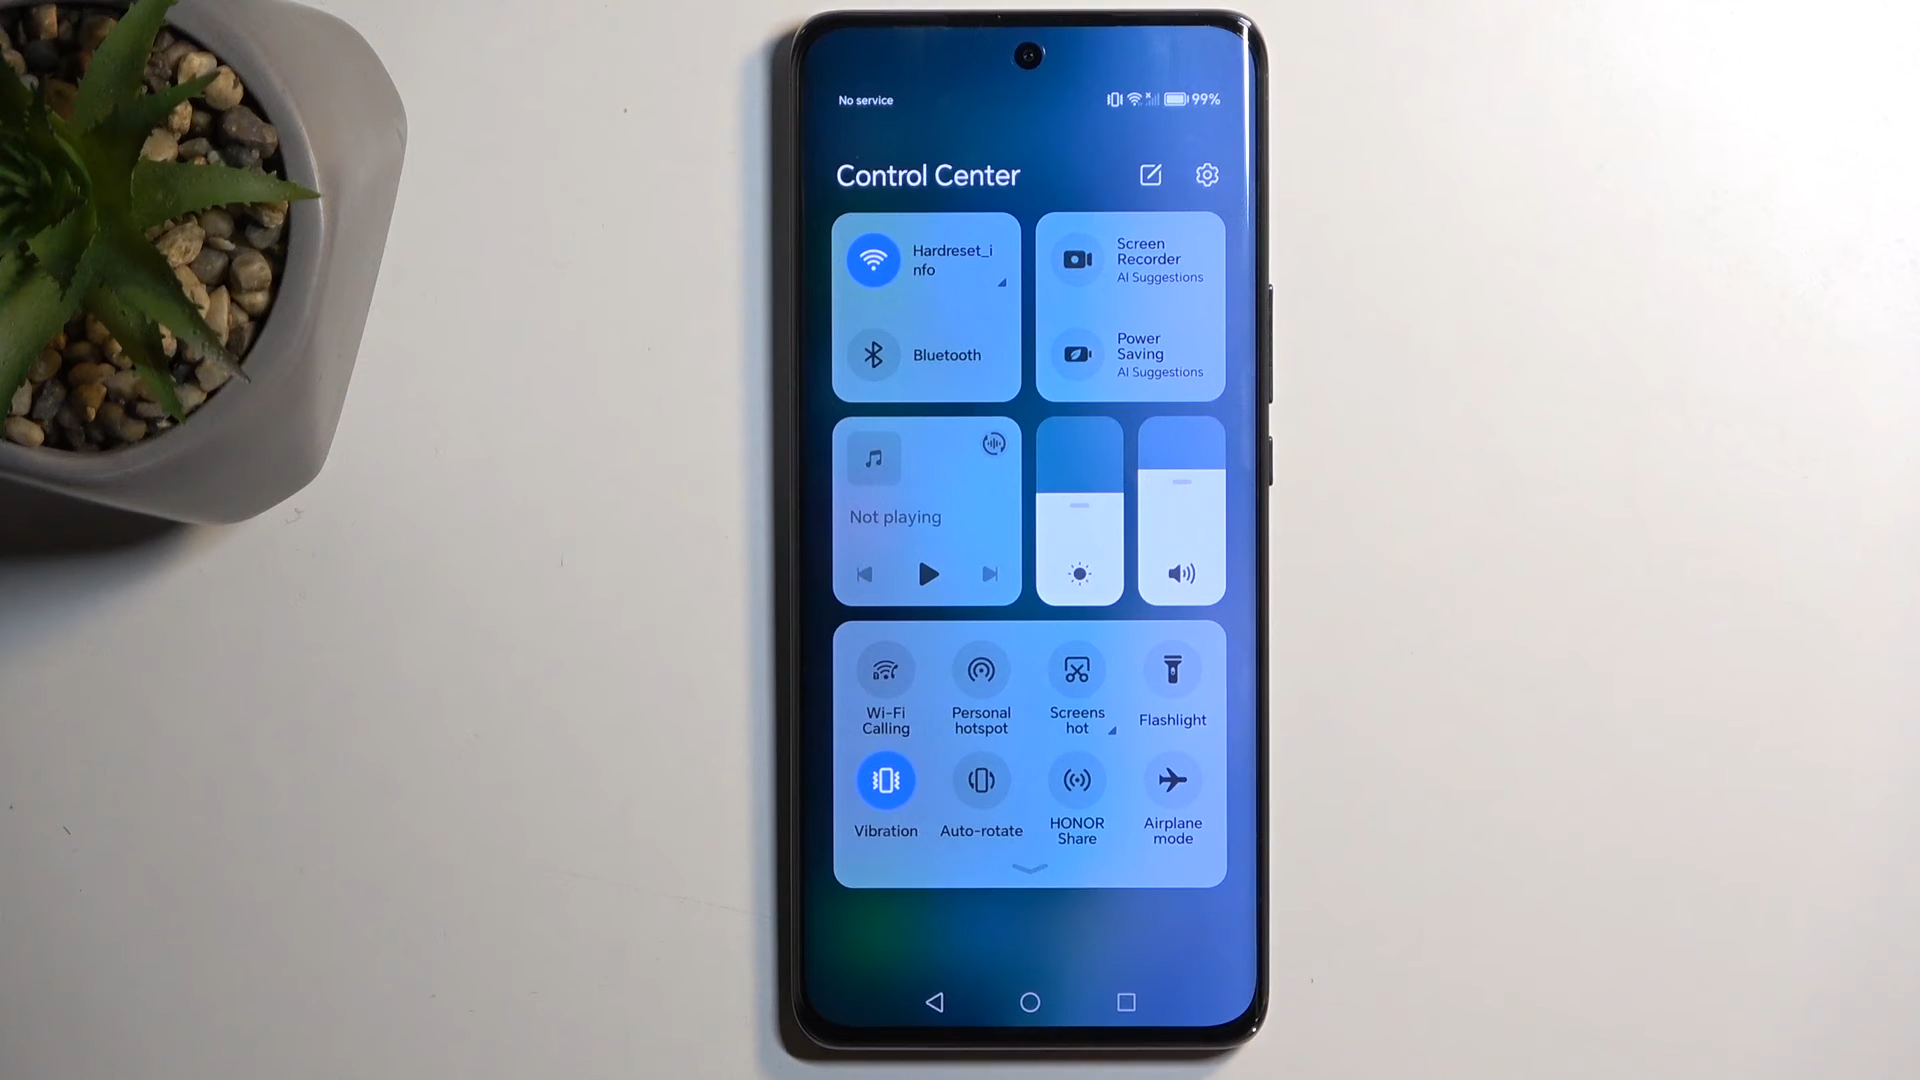 No service
99%
Control Center
Hardreset_i
nfo
Bluetooth
Screen
Recorder
AI Suggestions
Power
Saving
AI Suggestions
Not playing
Wi-Fi
Calling
Personal
hotspot
Screens
hot
Flashlight
Vibration
Auto-rotate
HONOR
Share
Airplane
mode